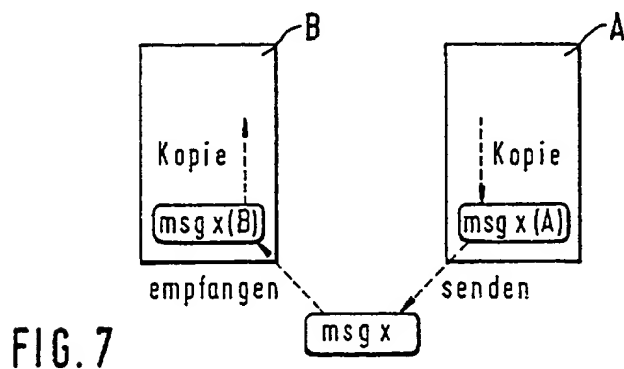 B
A
Kopie
Kopie
msg x(B)
msg x(A)
empfangen
senden
msg x
FIG. 7